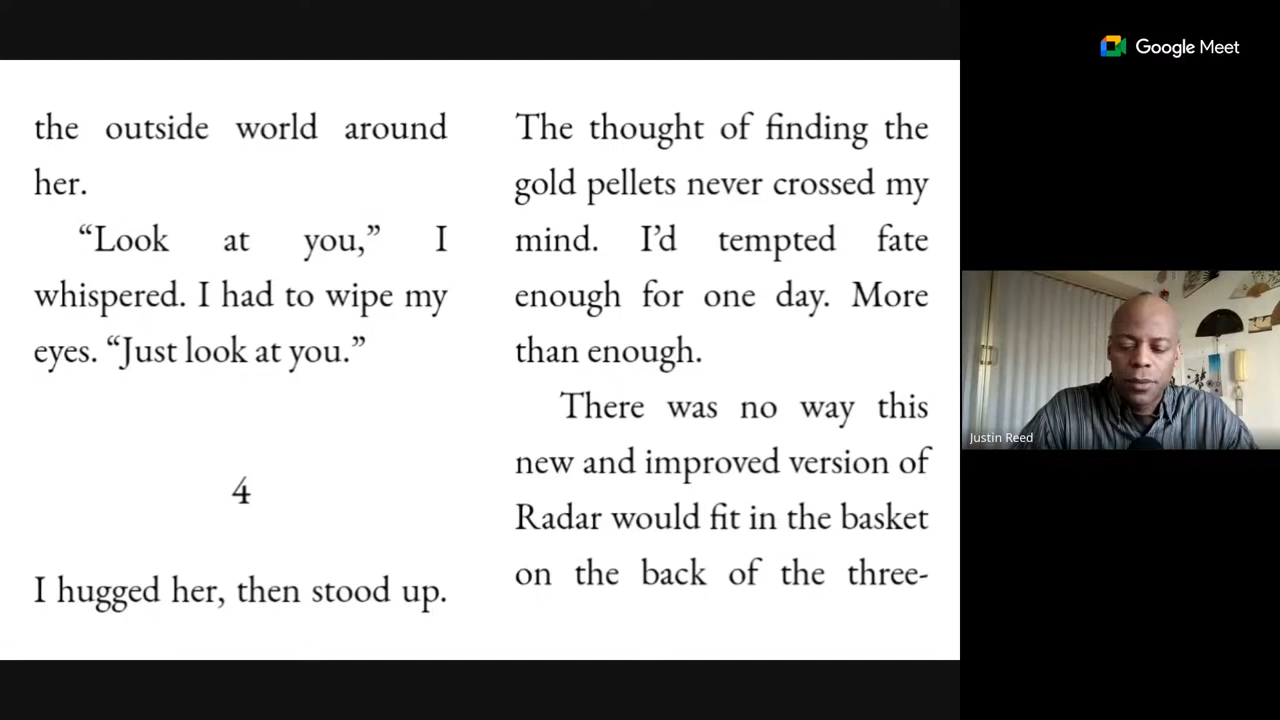 the outside world around
her.
“Look at you,” I
whispered. I had to wipe my
eyes. “Just look at you.”
4
I hugged her, then stood up.
The thought of finding the
gold pellets never crossed my
mind. I’d tempted fate
enough for one day. More
than enough.
There was no way this
new and improved version of
Radar would fit in the basket
on the back of the three-
Google Meet
Justin Reed